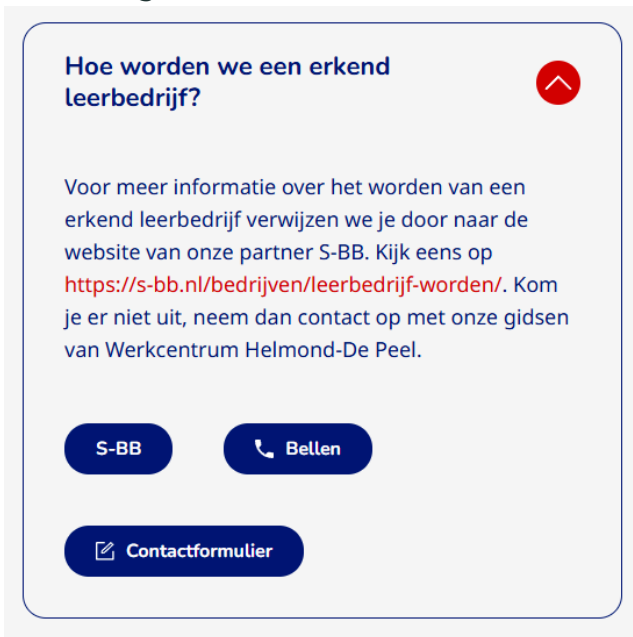 Hoe worden we een erkend
leerbedrijf?
Voor meer informatie over het worden van een
erkend leerbedrijf verwijzen we je door naar de
website van onze partner S-BB. Kijk eens op
https://s-bb.nl/bedrijven/leerbedrijf-worden/. Kom
je er niet uit, neem dan contact op met onze gidsen
van Werkcentrum Helmond-De Peel.
S-BB
Bellen
Contactformulier